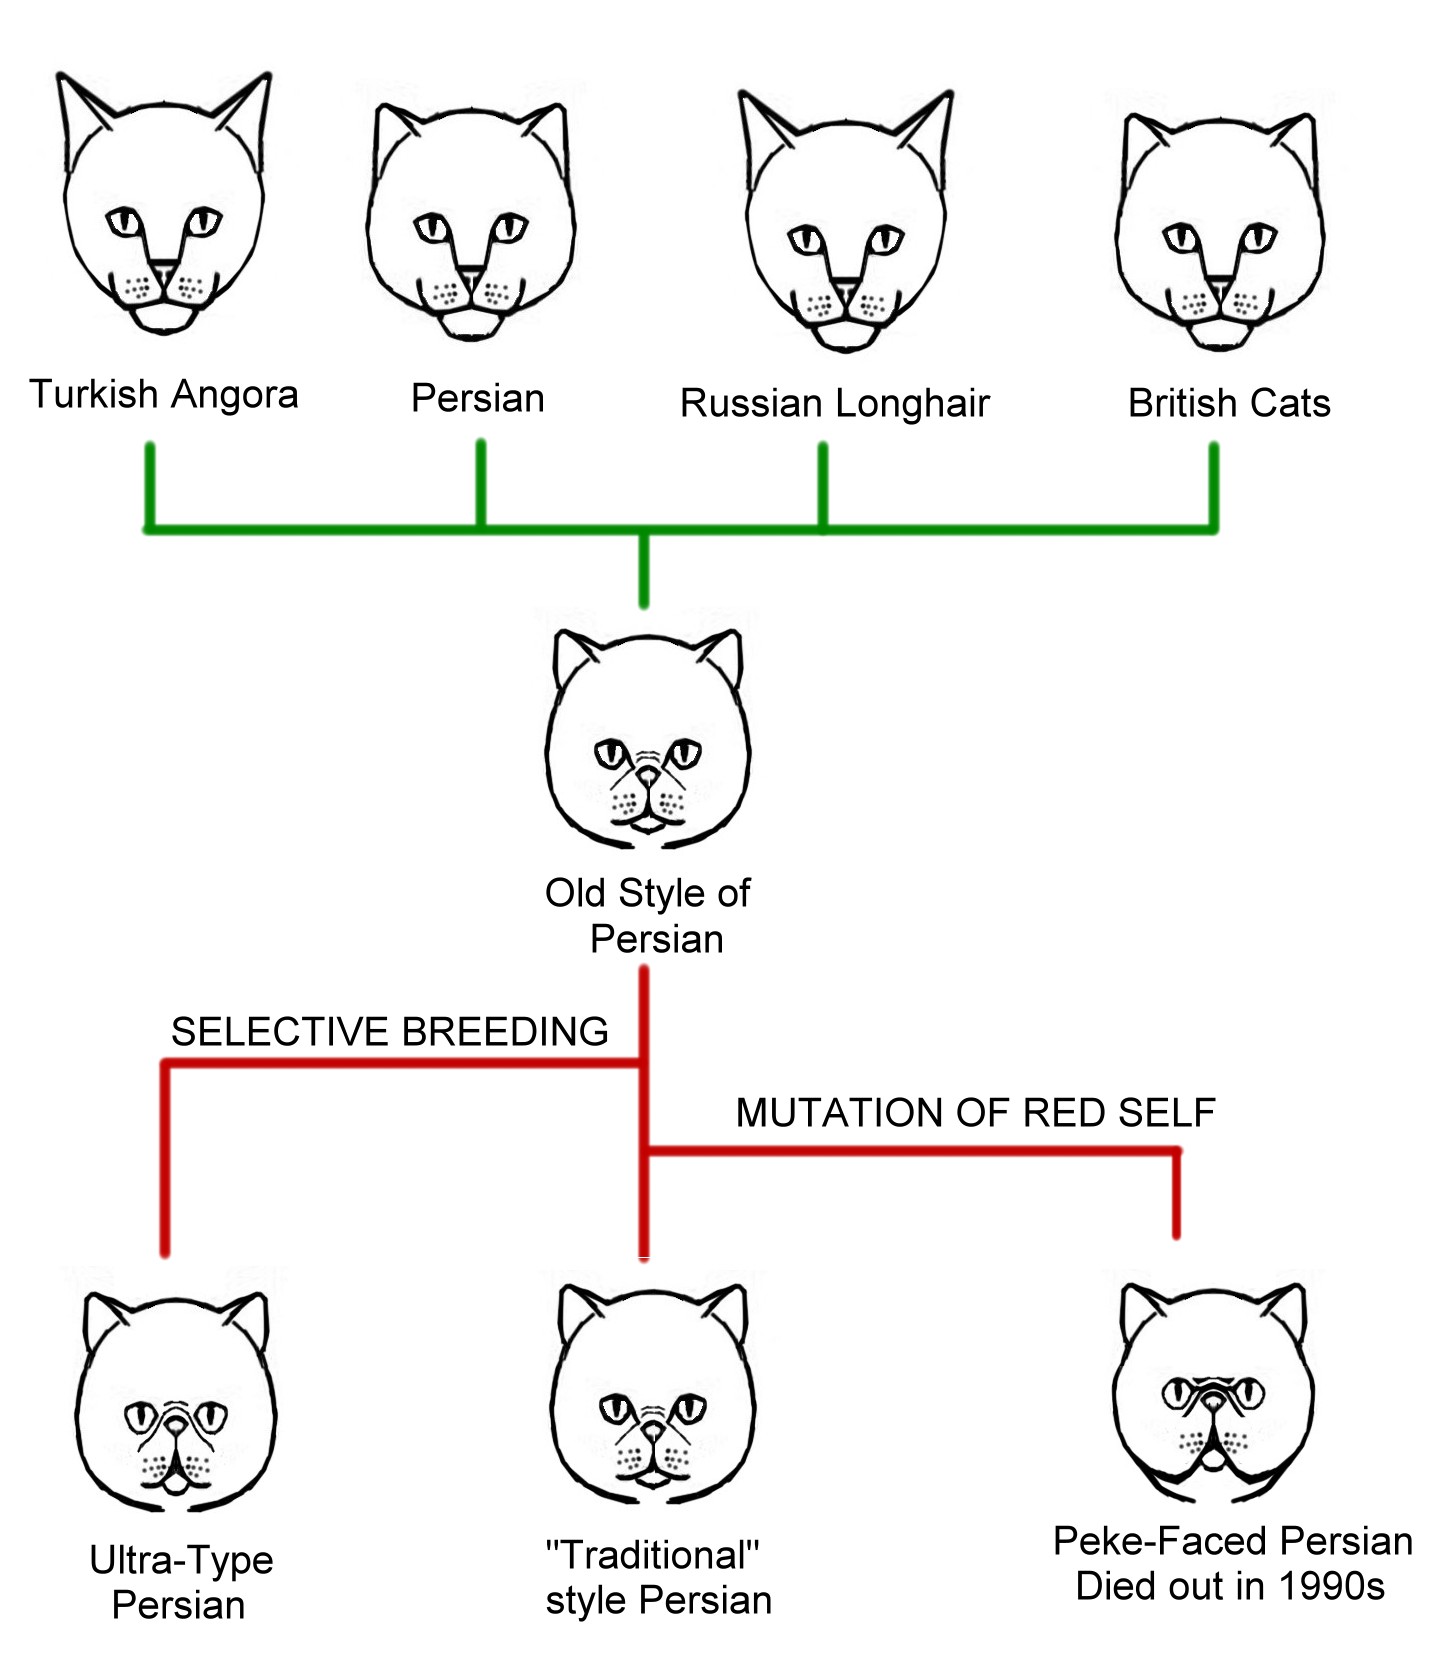 Turkish Angora
Persian
Russian Longhair
British Cats
Old Style of
Persian
SELECTIVE BREEDING
MUTATION OF RED SELF
Ultra-Type
Persian
"Traditional"
style Persian
Peke-Faced Persian
Died out in 1990s